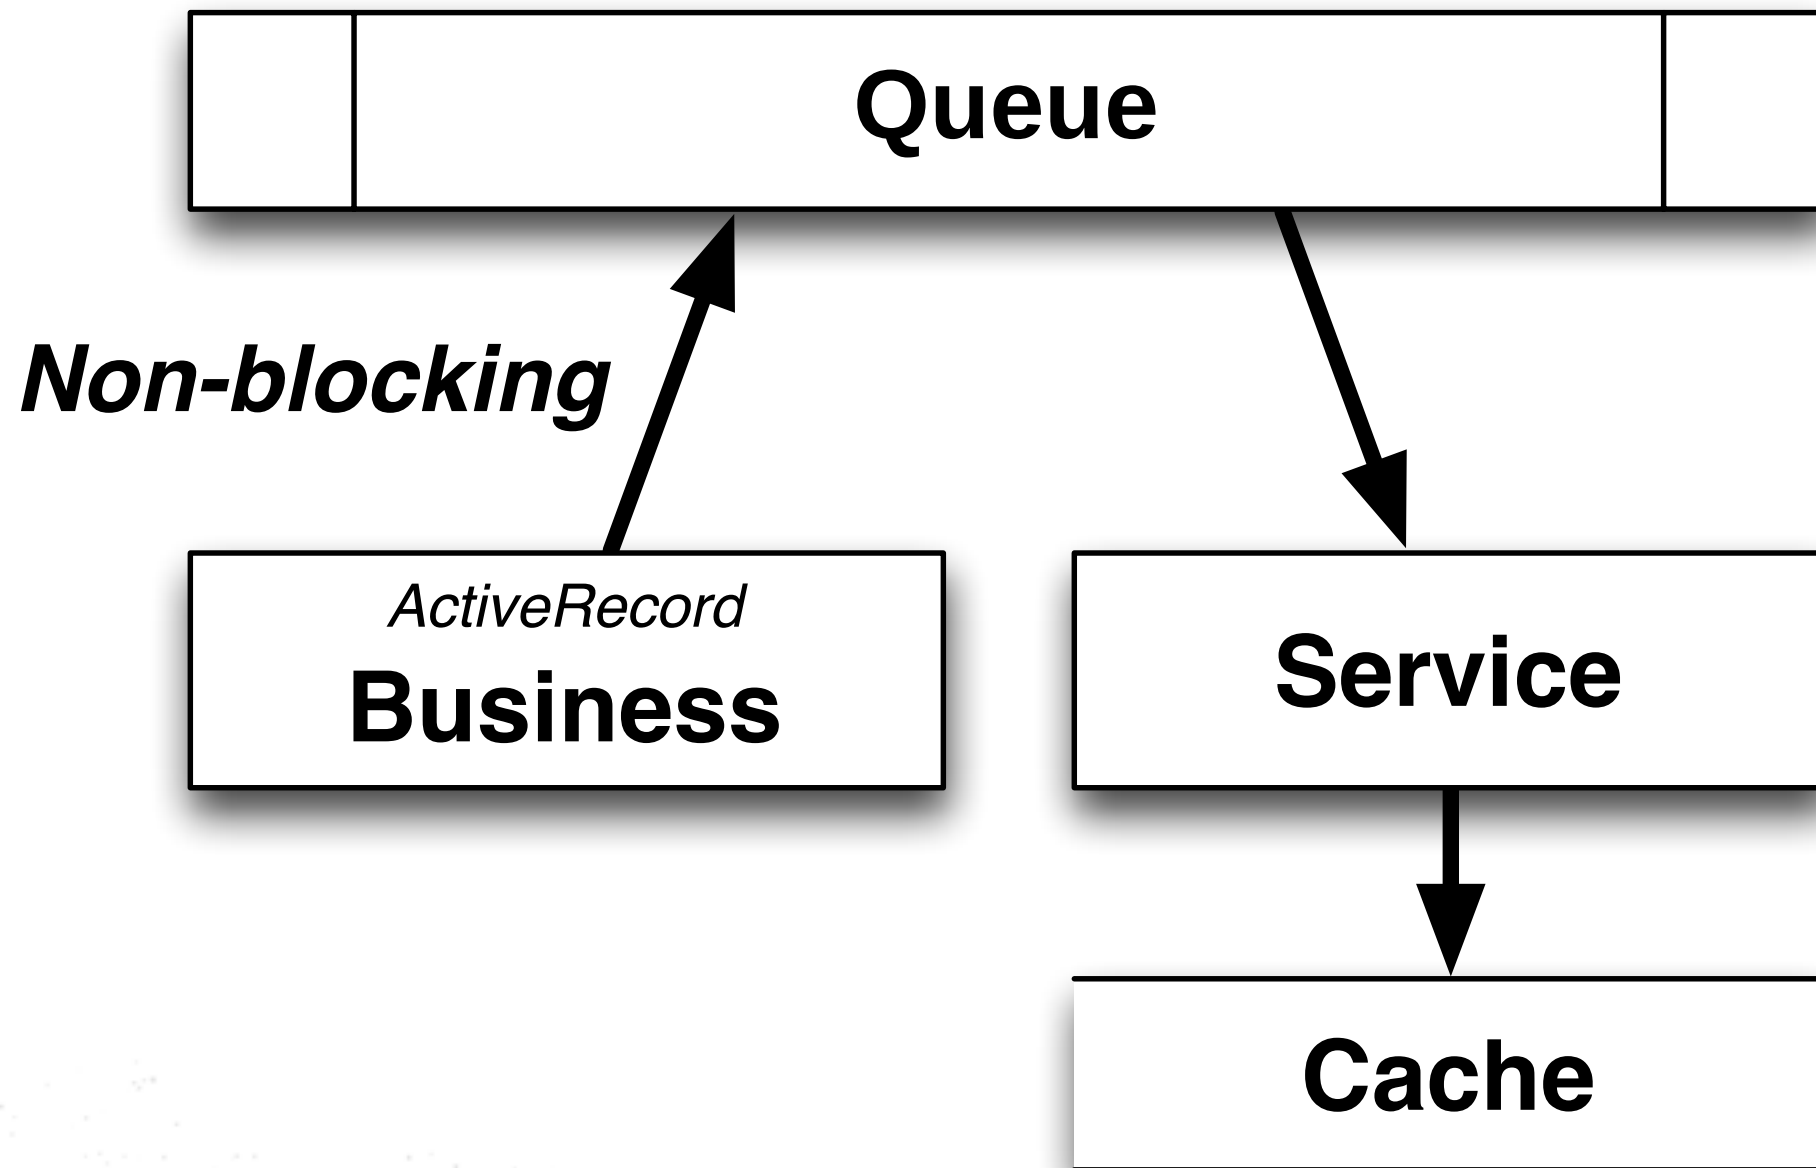 Queue
Non-blocking
ActiveRecord
Business
Service
Cache